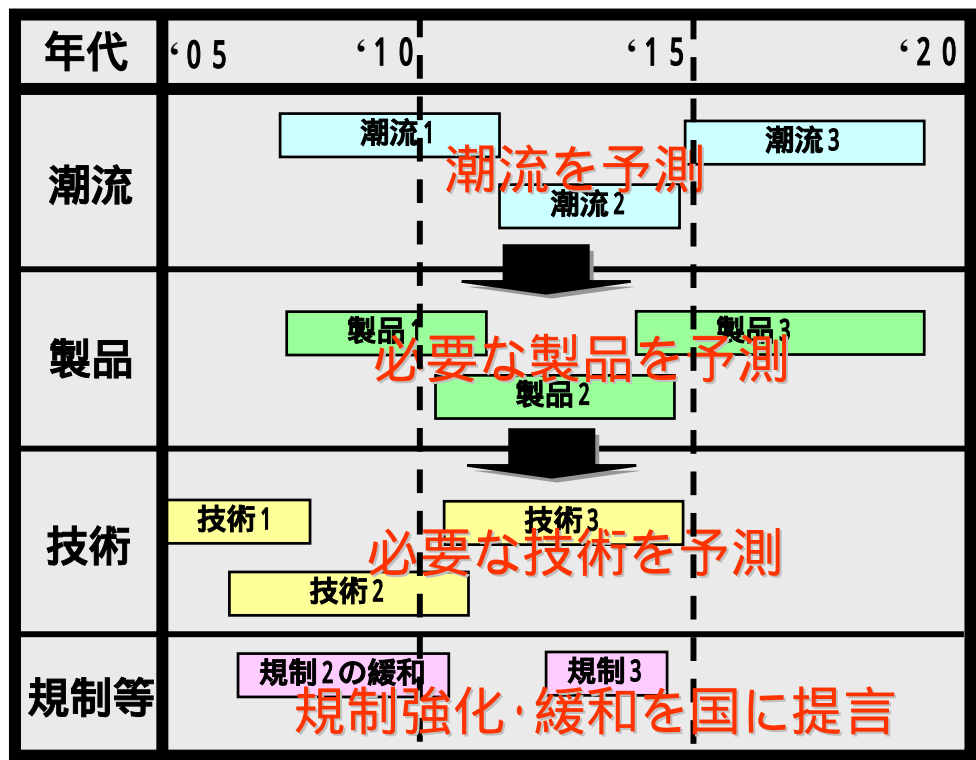 年代 ‘05 ‘10 ‘15 ‘20
潮流
潮流1
潮流3
潮流を予測
潮流2
製品
製品1
製品3
必要な製品を予測
製品2
技術
技術1
技術3
必要な技術を予測
技術2
規制等
規制2の緩和
規制3
規制強化・緩和を国に提言